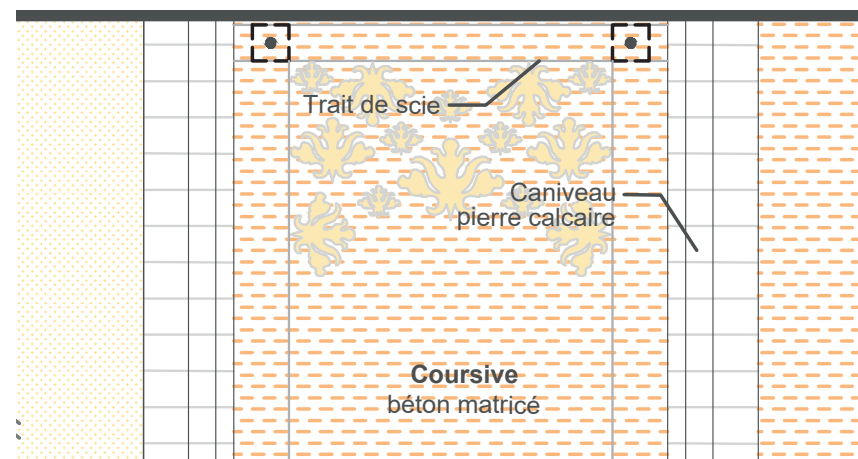 Trait de scie
Caniveau
pierre calcaire
Coursive
béton matricé